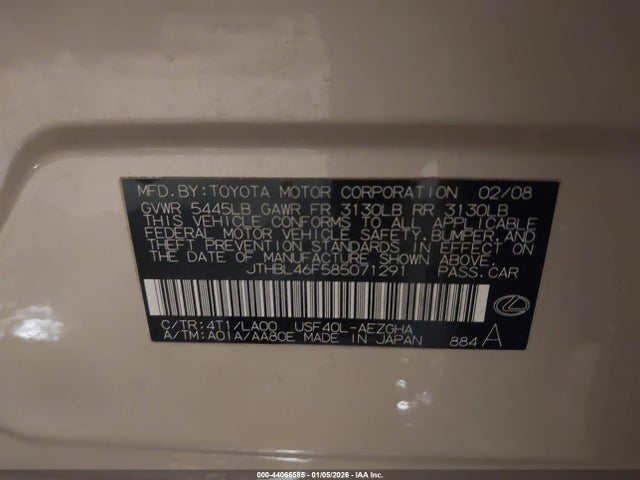 MFD.BY:TOYOTA MOTOR CORPORATION 02/08
GVWR 5445LB GAWR FR 3130LB RR 3130LB
THIS VEHICLE CONFORMS TO ALL APPLICABLE
FEDERAL MOTOR VEHICLE SAFETY, BUMPER, AND
THEFT PREVENTION STANDARDS IN EFFECT ON
THE DATE OF MANUFACTURE SHOWN ABOVE.
JTHBL46F585071291 PASS.CAR
C/TR:4T1/LA00 USF40L-AEZGHA
A/TM:A01A/AA80E MADE IN JAPAN 884 A
000-44066585 - 01/05/2026 - IAA Inc.